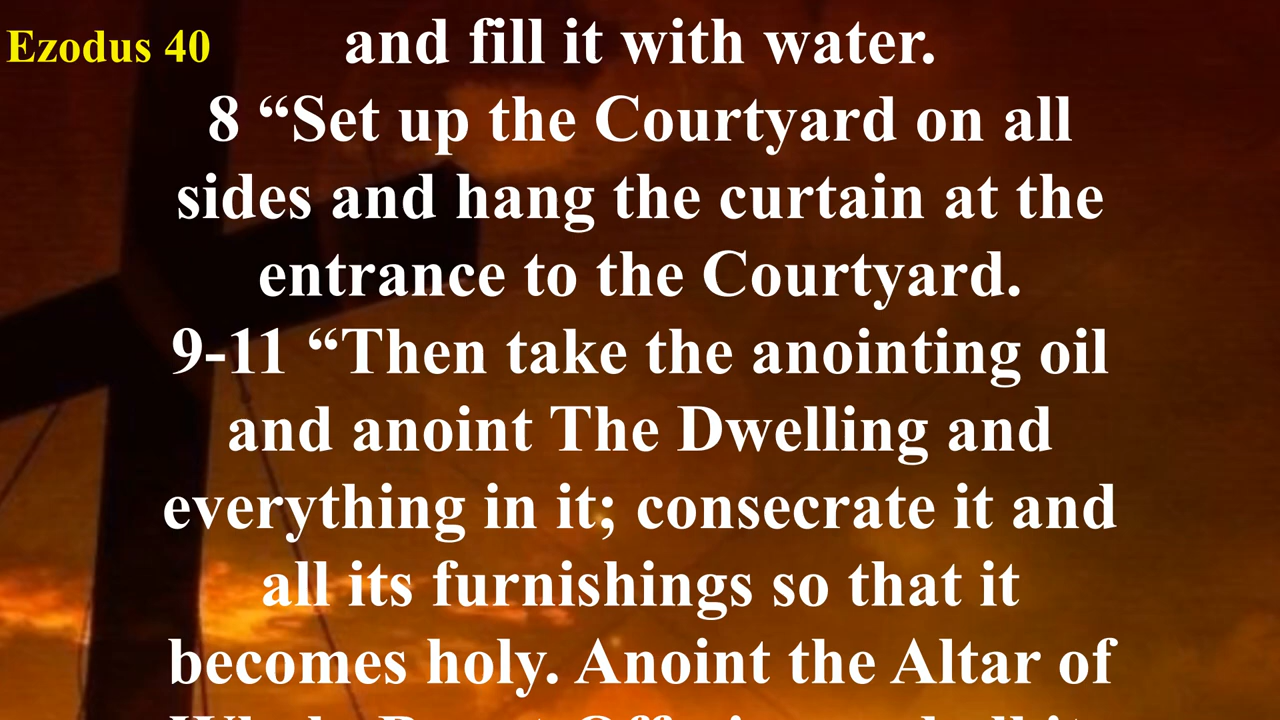 Ezodus 40
and fill it with water.
8 “Set up the Courtyard on all
sides and hang the curtain at the
entrance to the Courtyard.
9-11 “Then take the anointing oil
and anoint The Dwelling and
everything in it; consecrate it and
all its furnishings so that it
becomes holy. Anoint the Altar of